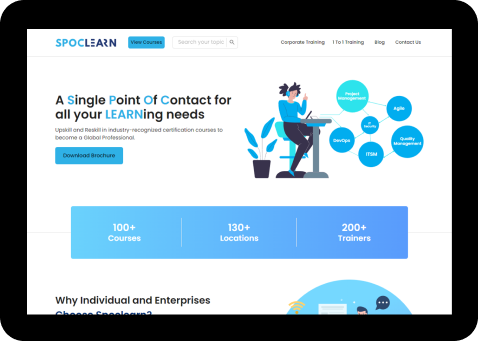 SPOCLEARN
View Courses
Search your topic
Corporate Training
1 To 1 Training
Blog
Contact Us
A Single Point Of Contact for
all your LEARNing needs
Upskill and Reskill in industry-recognized certification courses to
become a Global Professional.
Download Brochure
Project
Management
Agile
IT
Security
DevOps
Quality
Management
ITSM
100+
Courses
130+
Locations
200+
Trainers
Why Individual and Enterprises
Choose Spoclearn?